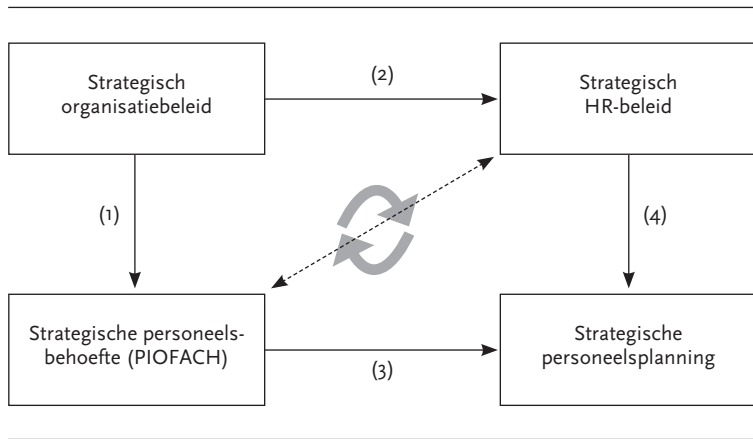 Strategisch
organisatiebeleid
(2)
Strategisch
HR-beleid
(1)
(4)
Strategische personeels-
behoefte (PIOFACH)
(3)
Strategische
personeelsplanning